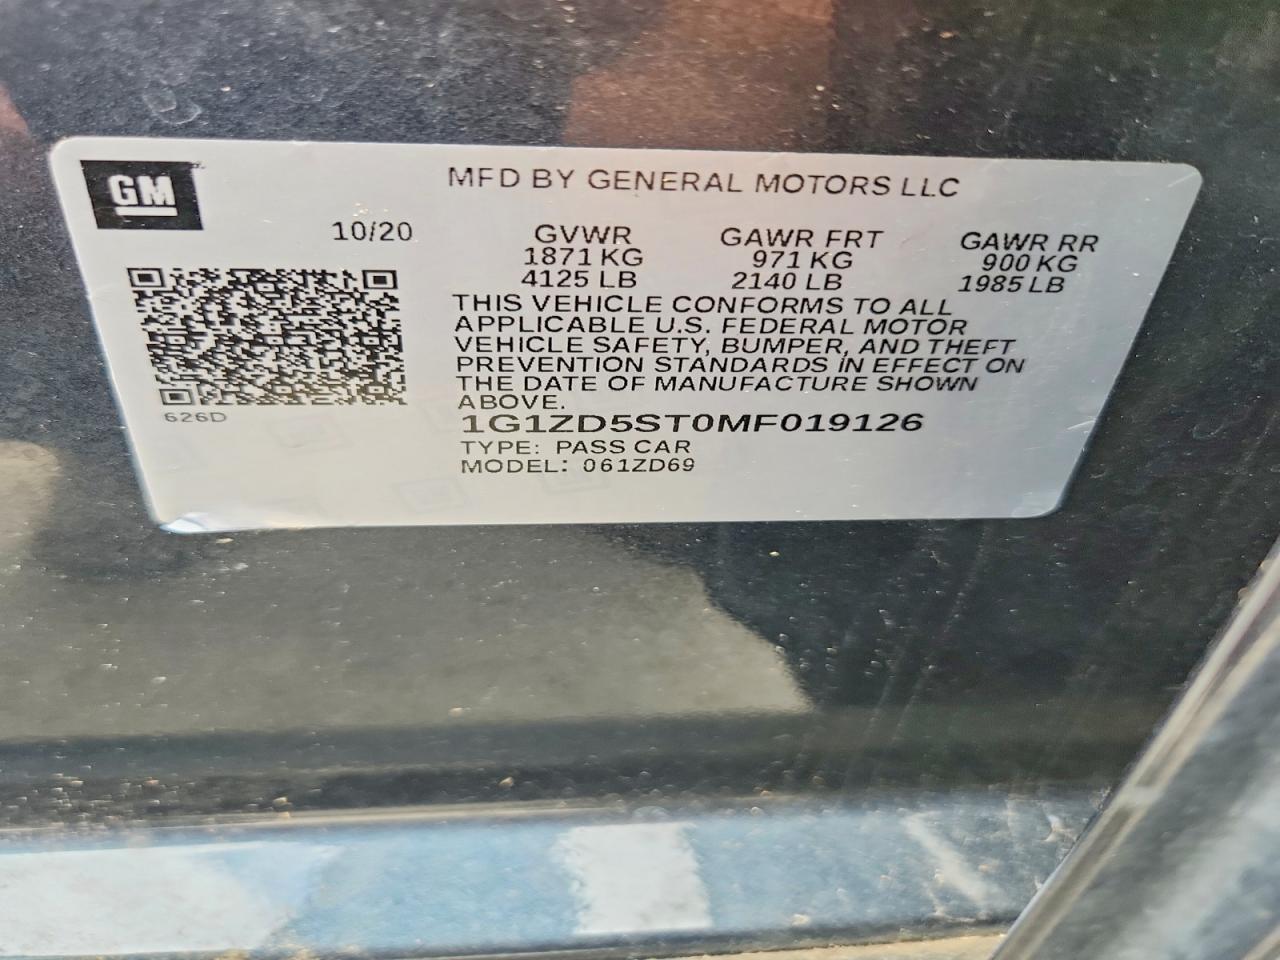 GM
MFD BY GENERAL MOTORS LLC
10/20
GVWR GAWR FRT GAWR RR
1871 KG 971 KG 900 KG
4125 LB 2140 LB 1985 LB
THIS VEHICLE CONFORMS TO ALL
APPLICABLE U.S. FEDERAL MOTOR
VEHICLE SAFETY, BUMPER, AND THEFT
PREVENTION STANDARDS IN EFFECT ON
THE DATE OF MANUFACTURE SHOWN
ABOVE.
626D
1G1ZD5ST0MF019126
TYPE: PASS CAR
MODEL: 061ZD69